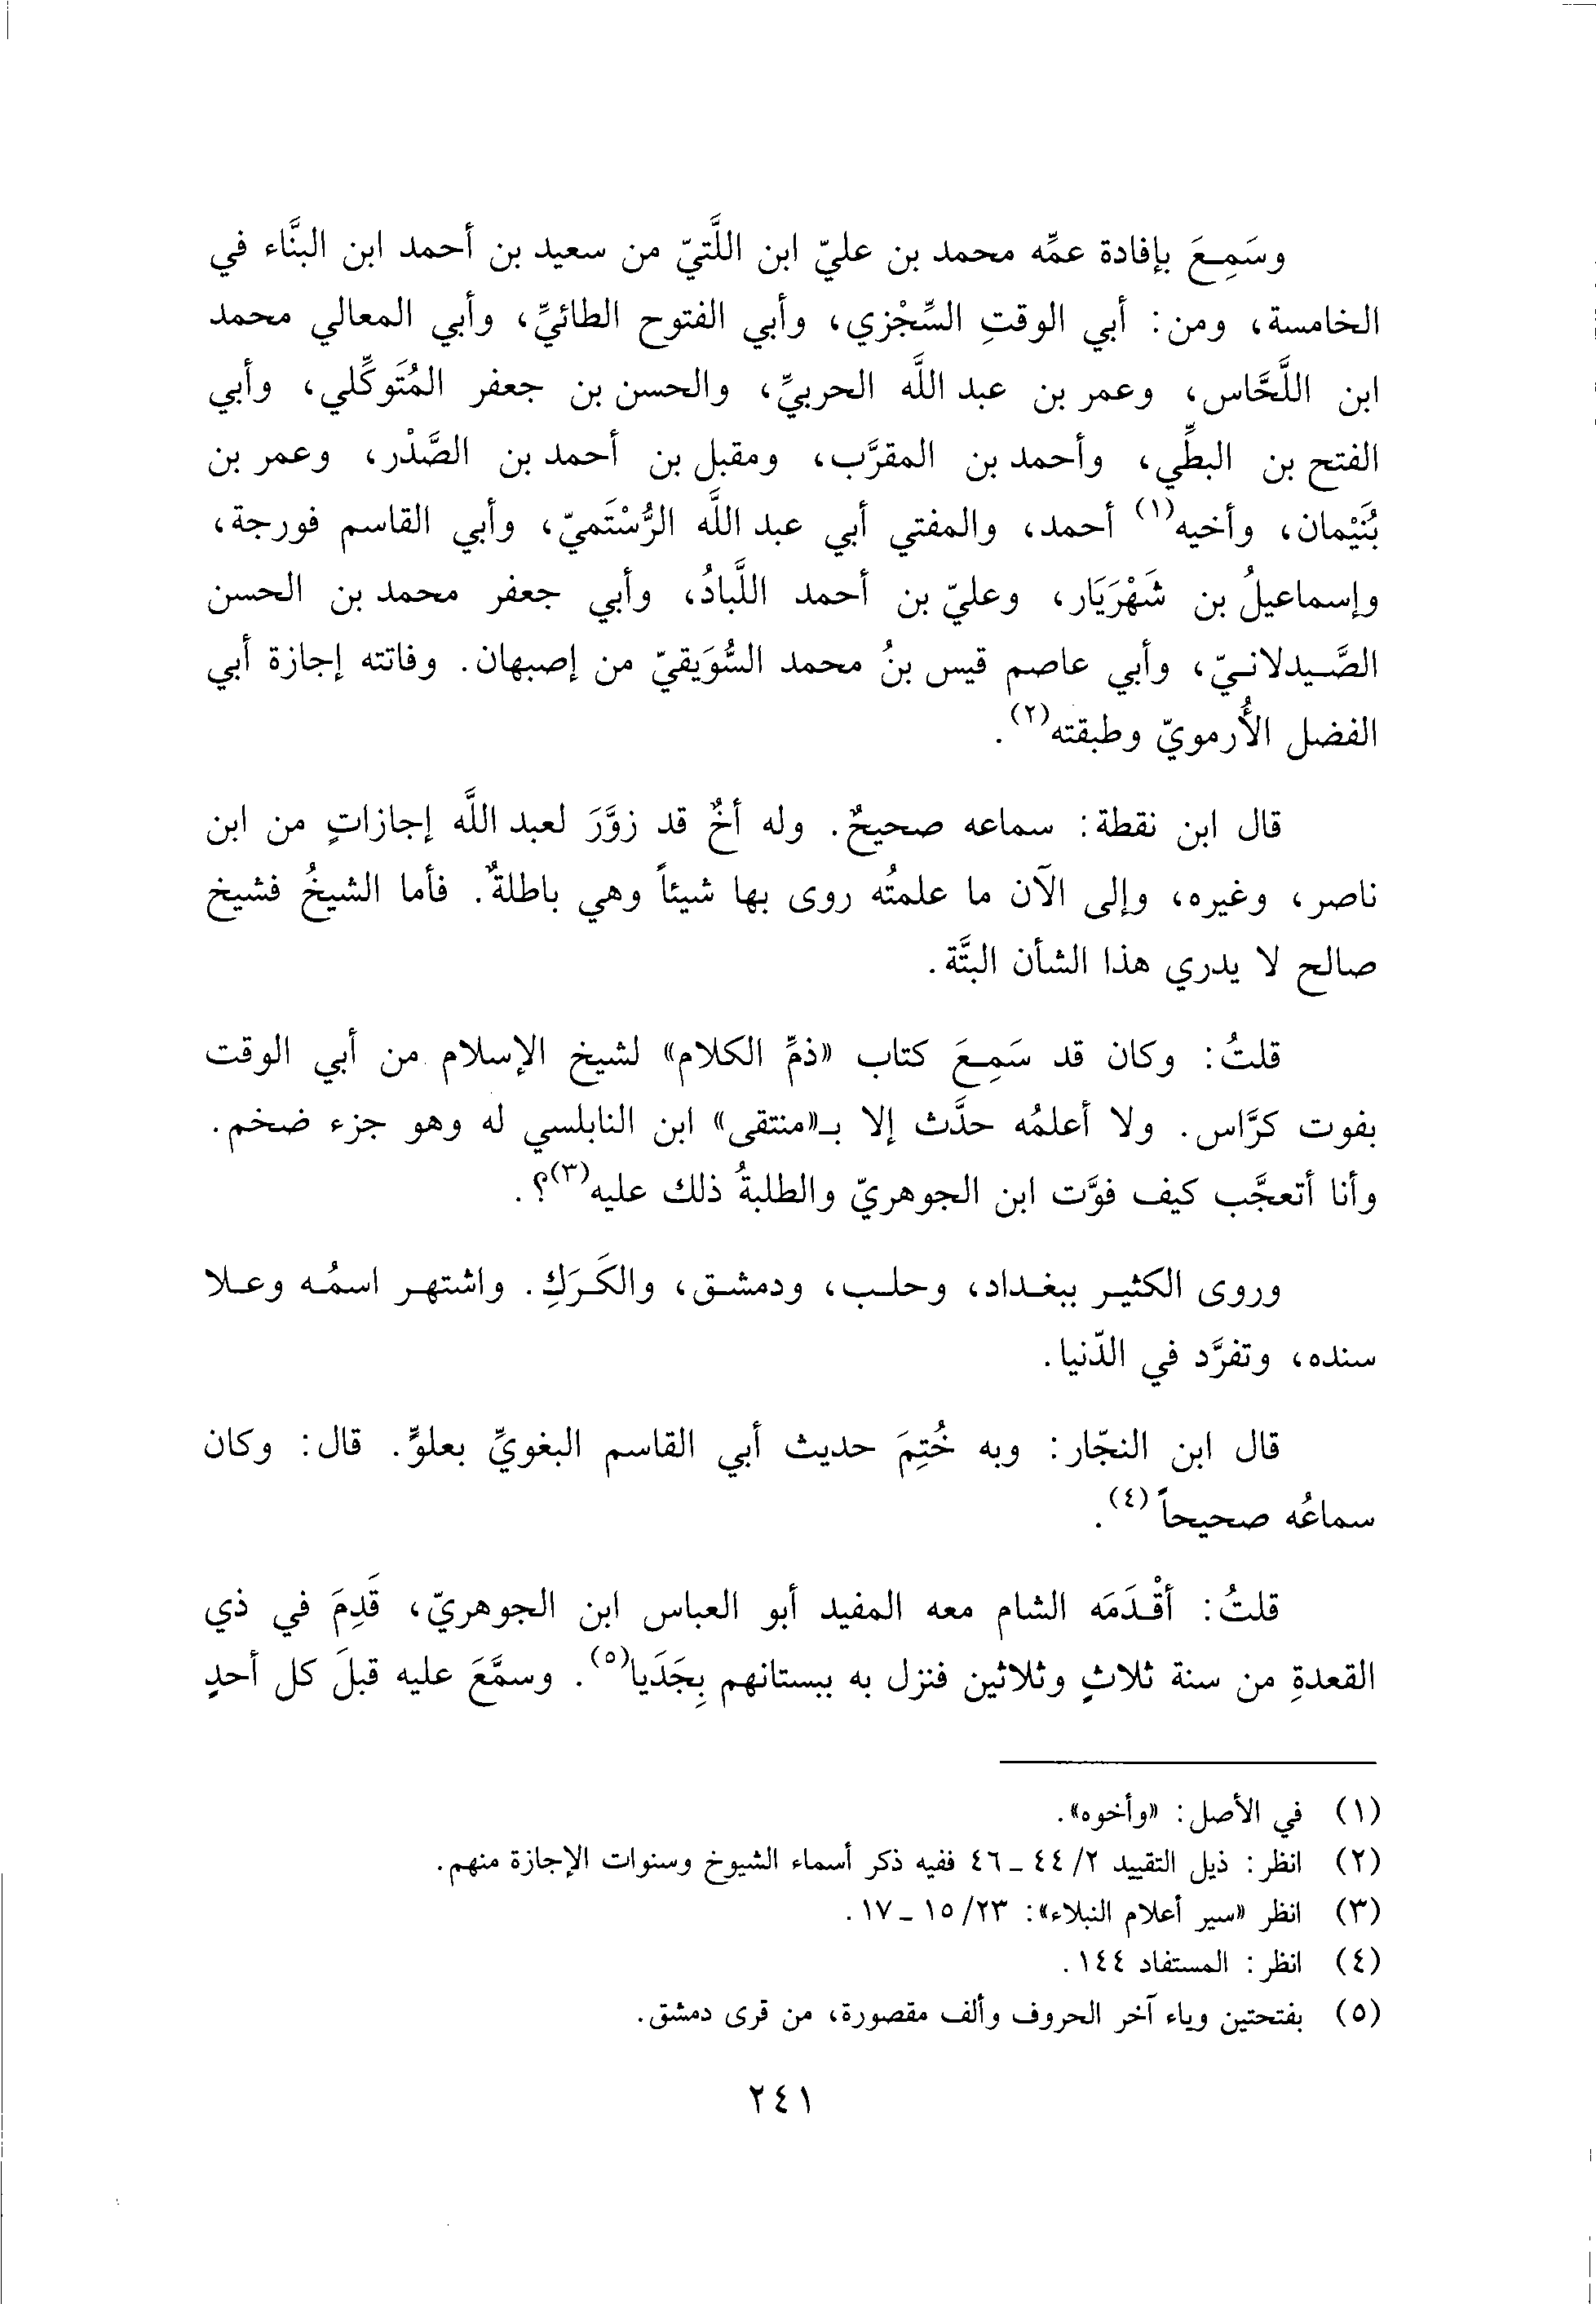 وسَمِعَ بإفادة عمِّه محمد بن عليّ ابن اللَّتيّ من سعيد بن أحمد ابن البنَّاء في
الخامسة، ومن: أبي الوقتِ السِّجْزي، وأبي الفتوح الطائيِّ، وأبي المعالي محمد
ابن اللَّحَّاس، وعمر بن عبد اللَّه الحربيِّ، والحسن بن جعفر المُتَوكِّلي، وأبي
الفتح بن البطِّي، وأحمد بن المقرَّب، ومقبل بن أحمد بن الصَّدْر، وعمر بن
بُنَيْمان، وأخيه(١) أحمد، والمفتي أبي عبد اللَّه الرُّسْتَميّ، وأبي القاسم فورجة،
وإسماعيلُ بن شَهْرَيَار، وعليّ بن أحمد اللَّبادُ، وأبي جعفر محمد بن الحسن
الصَّيدلانيّ، وأبي عاصم قيس بنُ محمد السُّوَيقيّ من إصبهان. وفاتته إجازة أبي
الفضل الأُرمويّ وطبقته(٢).
قال ابن نقطة: سماعه صحيحٌ. وله أخٌ قد زوَّرَ لعبد اللَّه إجازاتٍ من ابن
ناصر، وغيره، وإلى الآن ما علمتُه روى بها شيئاً وهي باطلةٌ. فأما الشيخُ فشيخ
صالح لا يدري هذا الشأن البتَّة.
قلتُ: وكان قد سَمِعَ كتاب «ذمِّ الكلام» لشيخ الإسلام من أبي الوقت
بفوت كرَّاس. ولا أعلمُه حدَّث إلا بـ«منتقى» ابن النابلسي له وهو جزء ضخم.
وأنا أتعجَّب كيف فوَّت ابن الجوهريّ والطلبةُ ذلك عليه(٣)؟.
وروى الكثير ببغداد، وحلب، ودمشق، والكَرَكِ. واشتهر اسمُه وعلا
سنده، وتفرَّد في الدّنيا.
قال ابن النجّار: وبه خُتِمَ حديث أبي القاسم البغويِّ بعلوٍّ. قال: وكان
سماعُه صحيحاً(٤).
قلتُ: أقْدَمَه الشام معه المفيد أبو العباس ابن الجوهريّ، قَدِمَ في ذي
القعدةِ من سنة ثلاثٍ وثلاثين فنزل به ببستانهم بِجَدَيا(٥). وسمَّعَ عليه قبلَ كل أحدٍ
(١) في الأصل: «وأخوه».
(٢) انظر: ذيل التقييد ٢/ ٤٤ - ٤٦ ففيه ذكر أسماء الشيوخ وسنوات الإجازة منهم.
(٣) انظر «سير أعلام النبلاء»: ٢٣/ ١٥ - ١٧.
(٤) انظر: المستفاد ١٤٤.
(٥) بفتحتين وياء آخر الحروف وألف مقصورة، من قرى دمشق.
٢٤١